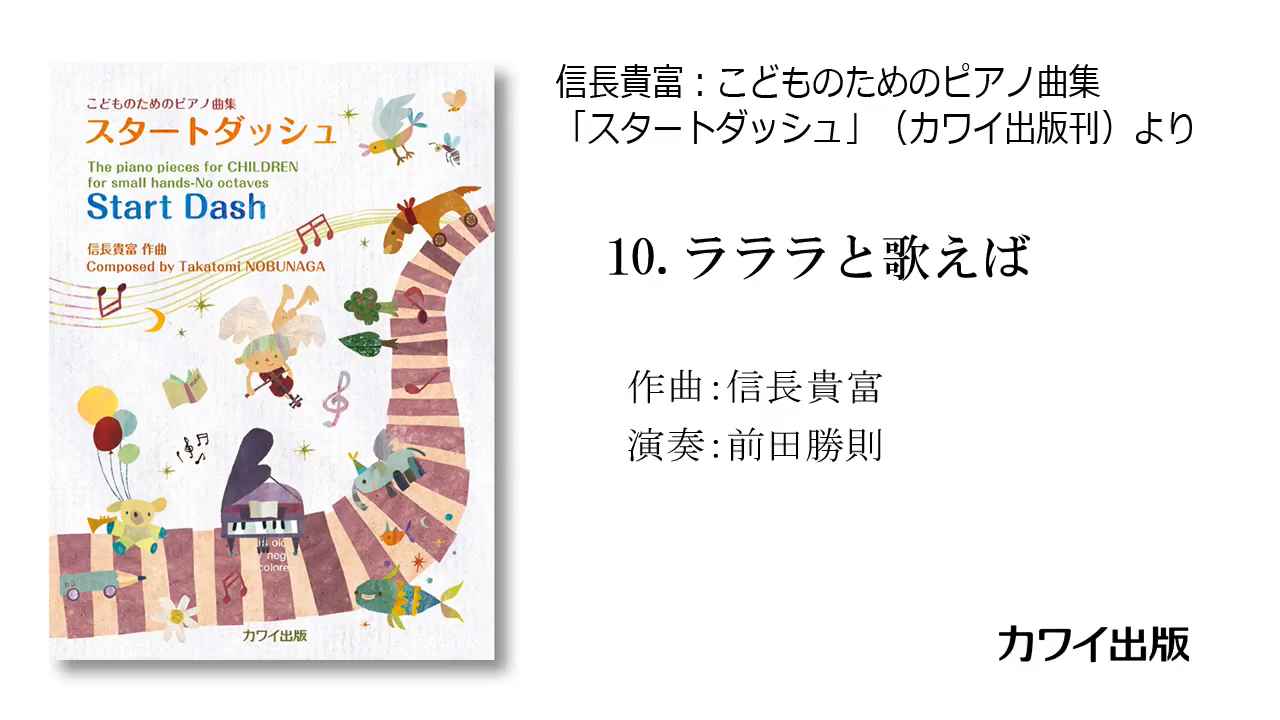 こどものためのピアノ曲集
スタートダッシュ
The piano pieces for CHILDREN
for small hands-No octaves
Start Dash
信長貴富 作曲
Composed by Takatomi NOBUNAGA
カワイ出版
信長貴富：こどものためのピアノ曲集
「スタートダッシュ」（カワイ出版刊）より
10. ラララと歌えば
作曲：信長貴富
演奏：前田勝則
カワイ出版